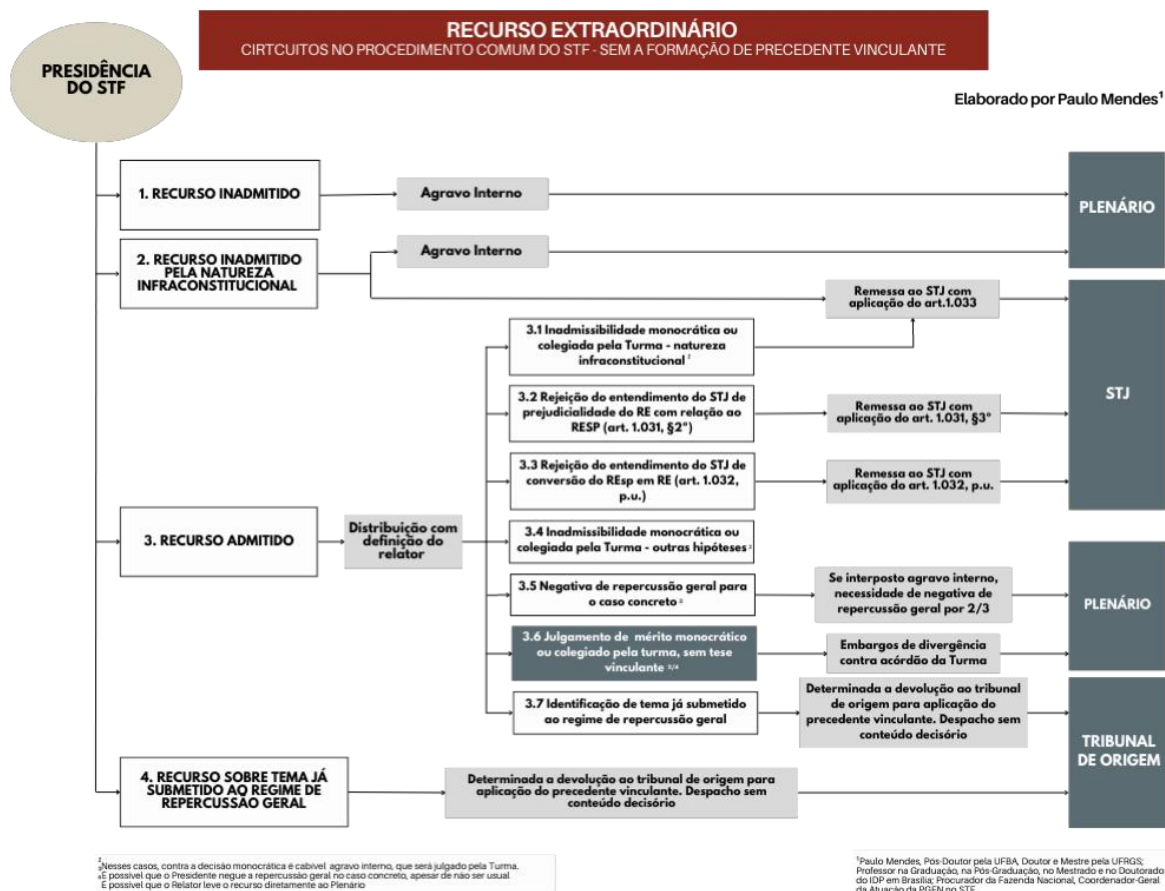 RECURSO EXTRAORDINÁRIO
CIRTCUITOS NO PROCEDIMENTO COMUM DO STF - SEM A FORMAÇÃO DE PRECEDENTE VINCULANTE
PRESIDÊNCIA
DO STF
Elaborado por Paulo Mendes¹
1. RECURSO INADMITIDO
Agravo Interno
PLENÁRIO
2. RECURSO INADMITIDO
PELA NATUREZA
INFRACONSTITUCIONAL
Agravo Interno
Remessa ao STJ com
aplicação do art.1.033
STJ
3. RECURSO ADMITIDO
Distribuição com
definição do
relator
3.1 Inadmissibilidade monocrática ou
colegiada pela Turma - natureza
infraconstitucional ²
3.2 Rejeição do entendimento do STJ de
prejudicialidade do RE com relação ao
RESP (art. 1.031, §2º)
Remessa ao STJ com
aplicação do art. 1.031, §3º
3.3 Rejeição do entendimento do STJ de
conversão do REsp em RE (art. 1.032,
p.u.)
Remessa ao STJ com
aplicação do art. 1.032, p.u.
3.4 Inadmissibilidade monocrática ou
colegiada pela Turma - outras hipóteses ²
3.5 Negativa de repercussão geral para
o caso concreto ³
Se interposto agravo interno,
necessidade de negativa de
repercussão geral por 2/3
PLENÁRIO
3.6 Julgamento de mérito monocrático
ou colegiado pela turma, sem tese
vinculante
Embargos de divergência
contra acórdão da Turma
3.7 Identificação de tema já submetido
ao regime de repercussão geral
Determinada a devolução ao tribunal
de origem para aplicação do
precedente vinculante. Despacho sem
conteúdo decisório
TRIBUNAL
DE ORIGEM
4. RECURSO SOBRE TEMA JÁ
SUBMETIDO AO REGIME DE
REPERCUSSÃO GERAL
Determinada a devolução ao tribunal de origem para
aplicação do precedente vinculante. Despacho sem
conteúdo decisório
² Nesses casos, contra a decisão monocrática é cabível agravo interno, que será julgado pela Turma.
³ É possível que o Presidente negue a repercussão geral no caso concreto, apesar de não ser usual
⁴ É possível que o Relator leve o recurso diretamente ao Plenário
¹Paulo Mendes, Pós-Doutor pela UFBA, Doutor e Mestre pela UFRGS;
Professor na Graduação, na Pós-Graduação, no Mestrado e no Doutorado
do IDP em Brasília; Procurador da Fazenda Nacional, Coordenador-Geral
da Atuação da PGFN no STF